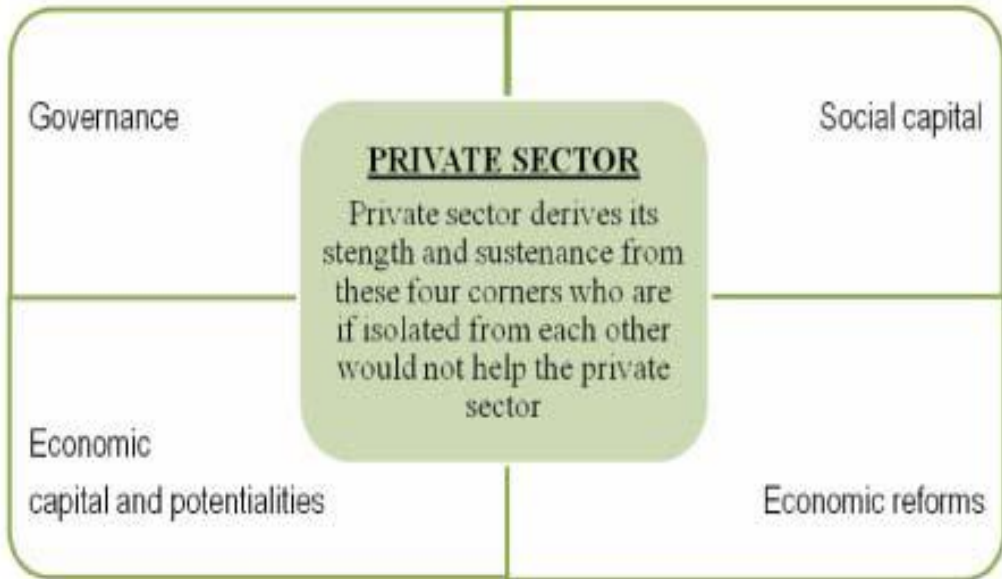 Governance
Social capital
PRIVATE SECTOR
Private sector derives its
stength and sustenance from
these four corners who are
if isolated from each other
would not help the private
sector
Economic
capital and potentialities
Economic reforms